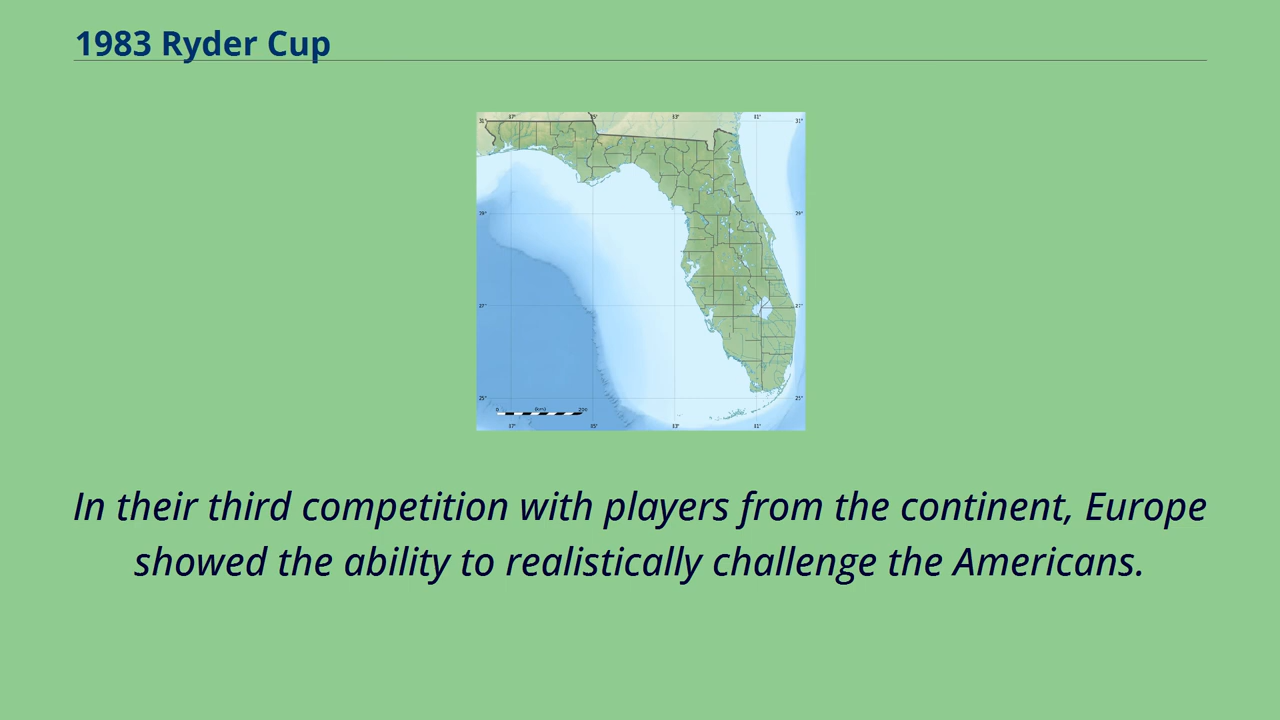 1983 Ryder Cup
In their third competition with players from the continent, Europe
showed the ability to realistically challenge the Americans.